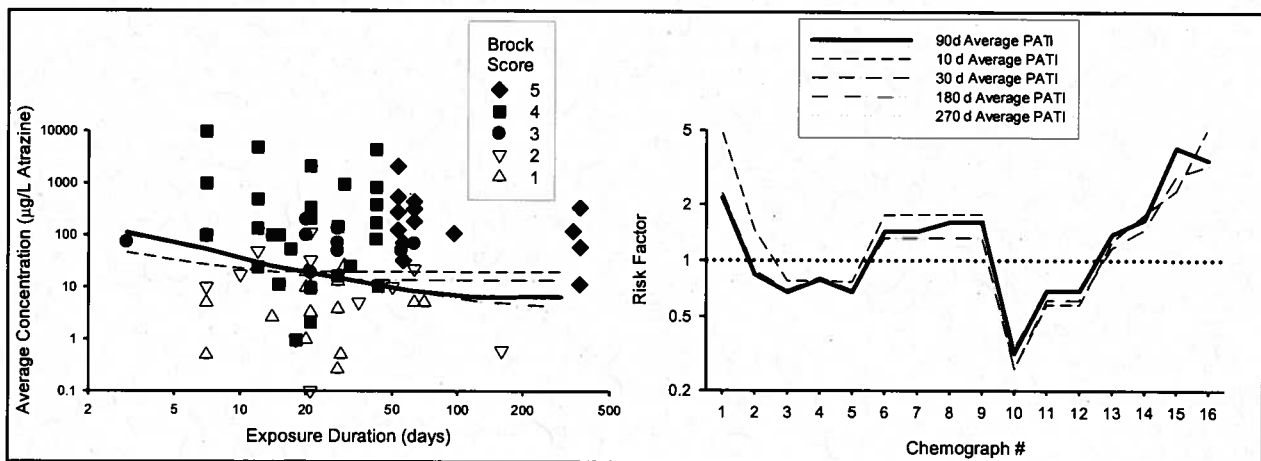 Brock
Score
5
4
3
2
1
10000
1000
100
10
1
0.1
2
5
10
20
50
100
200
500
Average Concentration (µg/L Atrazine)
Exposure Duration (days)
90d Average PATI
10 d Average PATI
30 d Average PATI
180 d Average PATI
270 d Average PATI
5
2
1
0.5
0.2
1 2 3 4 5 6 7 8 9 10 11 12 13 14 15 16
Risk Factor
Chemograph #